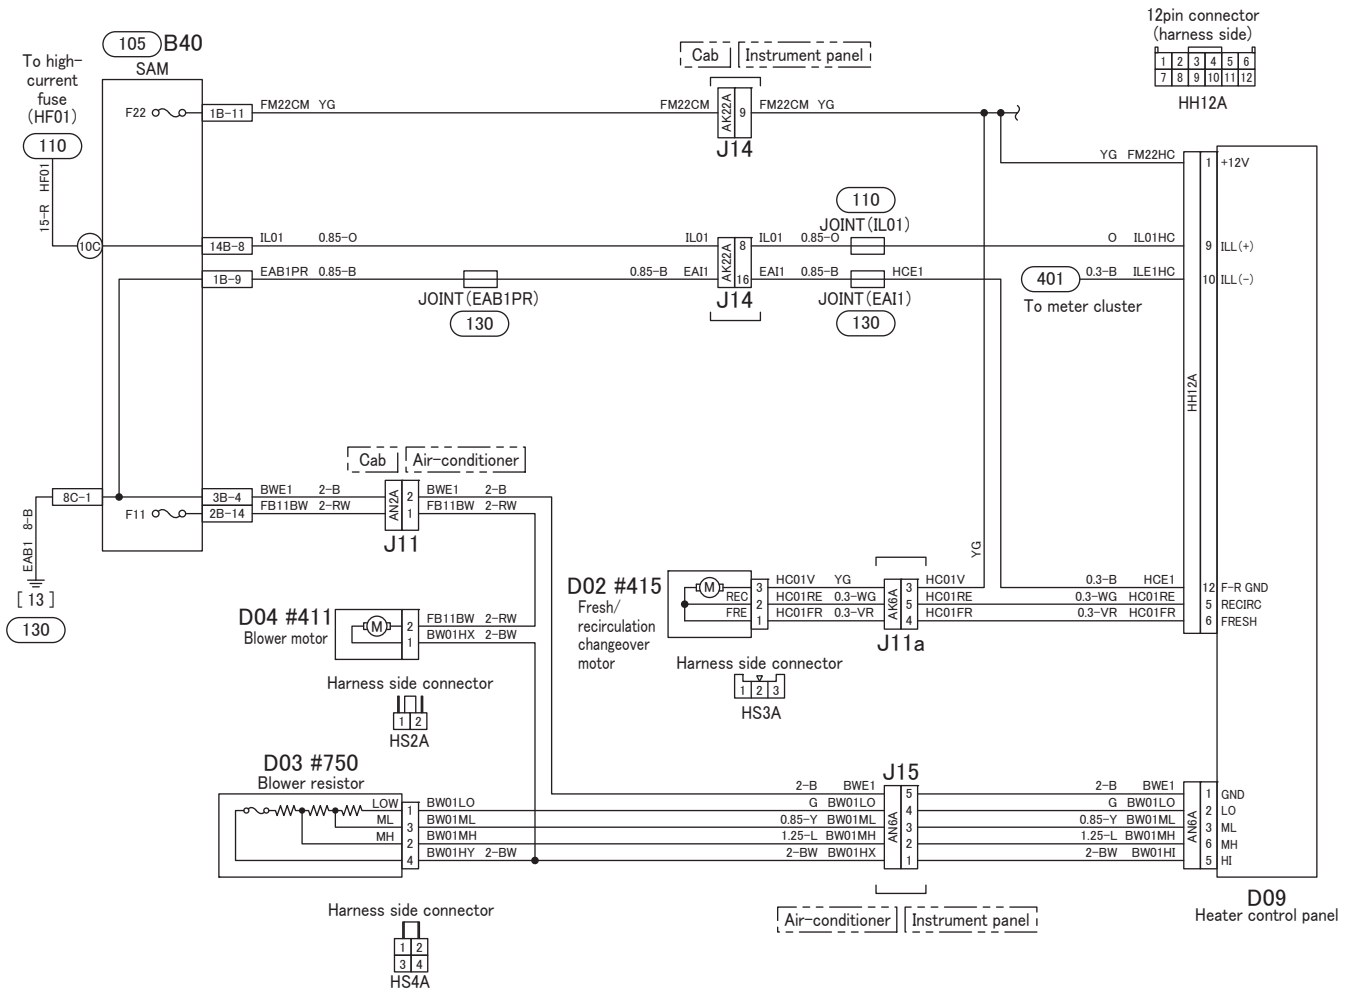 12pin connector
(harness side)
1 2 3 4 5 6
7 8 9 10 11 12
HH12A
105 B40
SAM
To high-
current
fuse
(HF01)
110
15-R HF01
10C
Cab Instrument panel
F22 1B-11 FM22CM YG FM22CM AK22A 9 FM22CM YG
J14
YG FM22HC 1 +12V
110
JOINT(IL01)
14B-8 IL01 0.85-O IL01 AK22A 8 IL01 0.85-O O IL01HC 9 ILL(+)
1B-9 EAB1PR 0.85-B 0.85-B EAI1 16 EAI1 0.85-B HCE1 401 0.3-B ILE1HC 10 ILL(-)
JOINT(EAB1PR) J14 JOINT(EAI1) To meter cluster
130 130
HH12A
Cab Air-conditioner
8C-1 3B-4 BWE1 2-B AN2A 2 BWE1 2-B
F11 2B-14 FB11BW 2-RW 1 FB11BW 2-RW
J11
EAB1 8-B
[ 13 ]
130
YG
D02 #415
Fresh/
recirculation
changeover
motor
M 3 HC01V YG AK6A 3 HC01V 0.3-B HCE1 12 F-R GND
REC 2 HC01RE 0.3-WG 5 HC01RE 0.3-WG HC01RE 5 RECIRC
FRE 1 HC01FR 0.3-VR 4 HC01FR 0.3-VR HC01FR 6 FRESH
J11a
Harness side connector
1 2 3
HS3A
D04 #411
Blower motor
M 2 FB11BW 2-RW
1 BW01HX 2-BW
Harness side connector
1 2
HS2A
D03 #750
Blower resistor
J15
2-B BWE1 AN6A 5 2-B BWE1 AN6A 1 GND
LOW 1 BW01LO G BW01LO 4 G BW01LO 2 LO
ML 3 BW01ML 0.85-Y BW01ML 3 0.85-Y BW01ML 3 ML
MH 2 BW01MH 1.25-L BW01MH 2 1.25-L BW01MH 6 MH
4 BW01HY 2-BW 2-BW BW01HX 1 2-BW BW01HI 5 HI
D09
Heater control panel
Air-conditioner Instrument panel
Harness side connector
1 2
3 4
HS4A